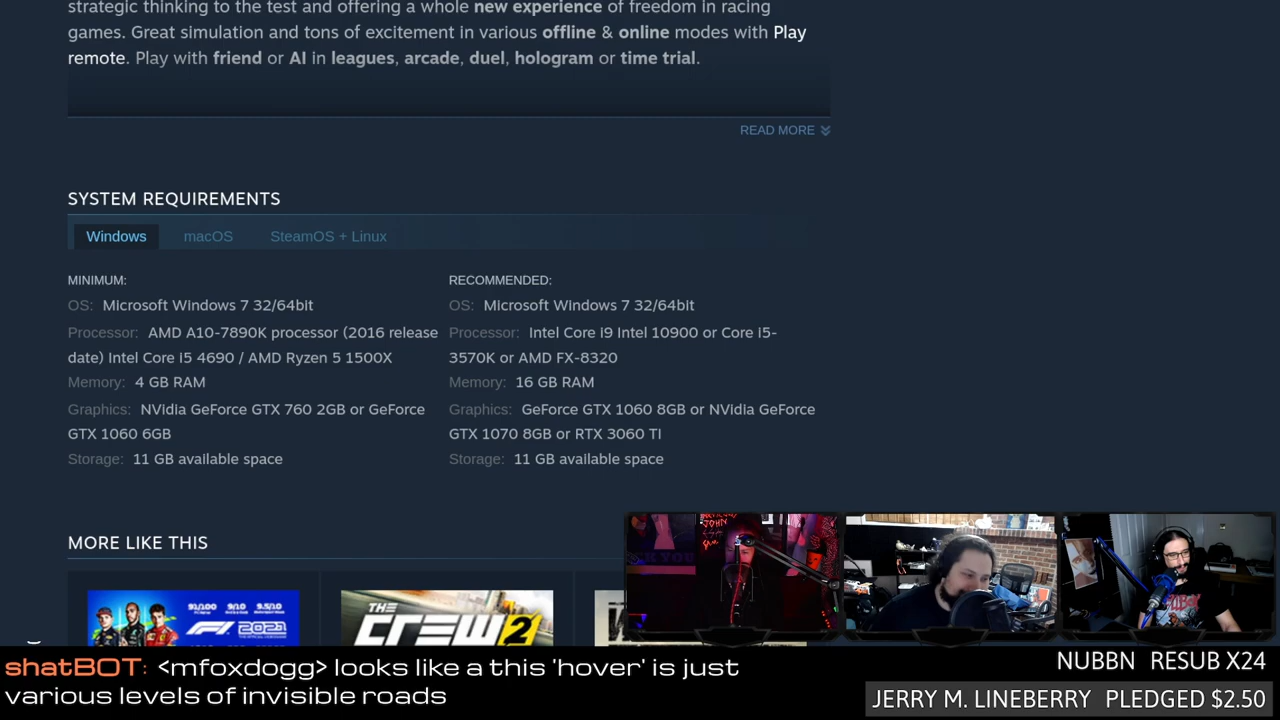 strategic thinking to the test and offering a whole new experience of freedom in racing
games. Great simulation and tons of excitement in various offline & online modes with Play
remote. Play with friend or AI in leagues, arcade, duel, hologram or time trial.
READ MORE
SYSTEM REQUIREMENTS
Windows macOS SteamOS + Linux
MINIMUM:
OS: Microsoft Windows 7 32/64bit
Processor: AMD A10-7890K processor (2016 release
date) Intel Core i5 4690 / AMD Ryzen 5 1500X
Memory: 4 GB RAM
Graphics: NVidia GeForce GTX 760 2GB or GeForce
GTX 1060 6GB
Storage: 11 GB available space
RECOMMENDED:
OS: Microsoft Windows 7 32/64bit
Processor: Intel Core i9 Intel 10900 or Core i5-
3570K or AMD FX-8320
Memory: 16 GB RAM
Graphics: GeForce GTX 1060 8GB or NVidia GeForce
GTX 1070 8GB or RTX 3060 TI
Storage: 11 GB available space
MORE LIKE THIS
91/100 9/10 9.5/10
F1 2021
THE
CREW 2
shatBOT: <mfoxdogg> looks like a this 'hover' is just
various levels of invisible roads
NUBBN RESUB X24
JERRY M. LINEBERRY PLEDGED $2.50